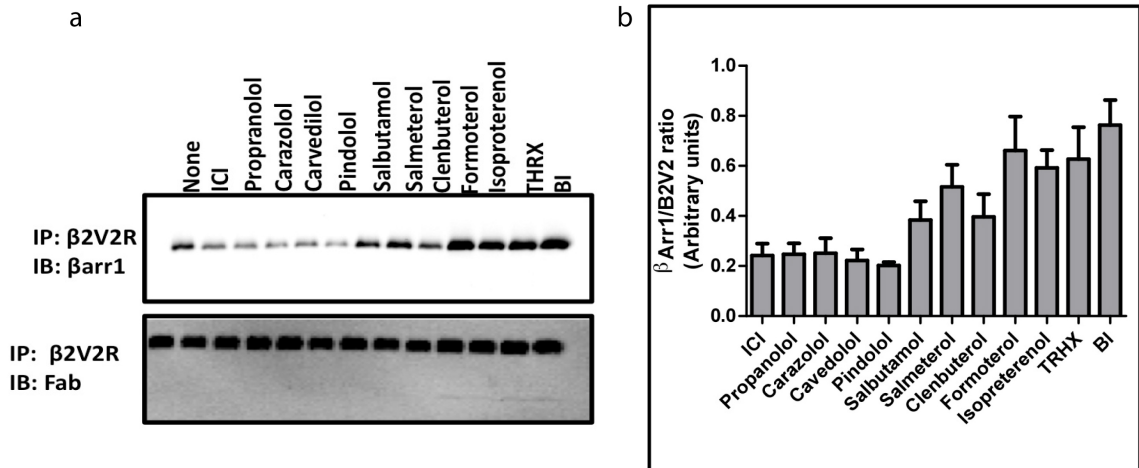 a
None
ICI
Propranolol
Carazolol
Carvedilol
Pindolol
Salbutamol
Salmeterol
Clenbuterol
Formoterol
Isoproterenol
THRX
BI
IP: β2V2R
IB: βarr1
IP: β2V2R
IB: Fab
b
β Arr1/B2V2 ratio
(Arbitrary units)
1.0
0.8
0.6
0.4
0.2
0.0
ICI
Propanolol
Carazolol
Cavedolol
Pindolol
Salbutamol
Salmeterol
Clenbuterol
Formoterol
Isopreterenol
TRHX
BI